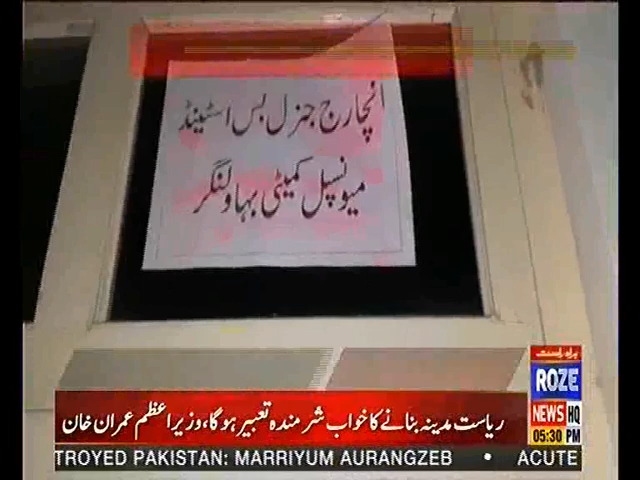 انچارج جنرل بس اسٹینڈ
میونسپل کمیٹی بہاولنگر
براہ راست
ROZE
NEWS HQ
05:30 PM
ریاست مدینہ بنانے کا خواب شرمندہ تعبیر ہوگا، وزیراعظم عمران خان
TROYED PAKISTAN: MARRIYUM AURANGZEB • ACUTE